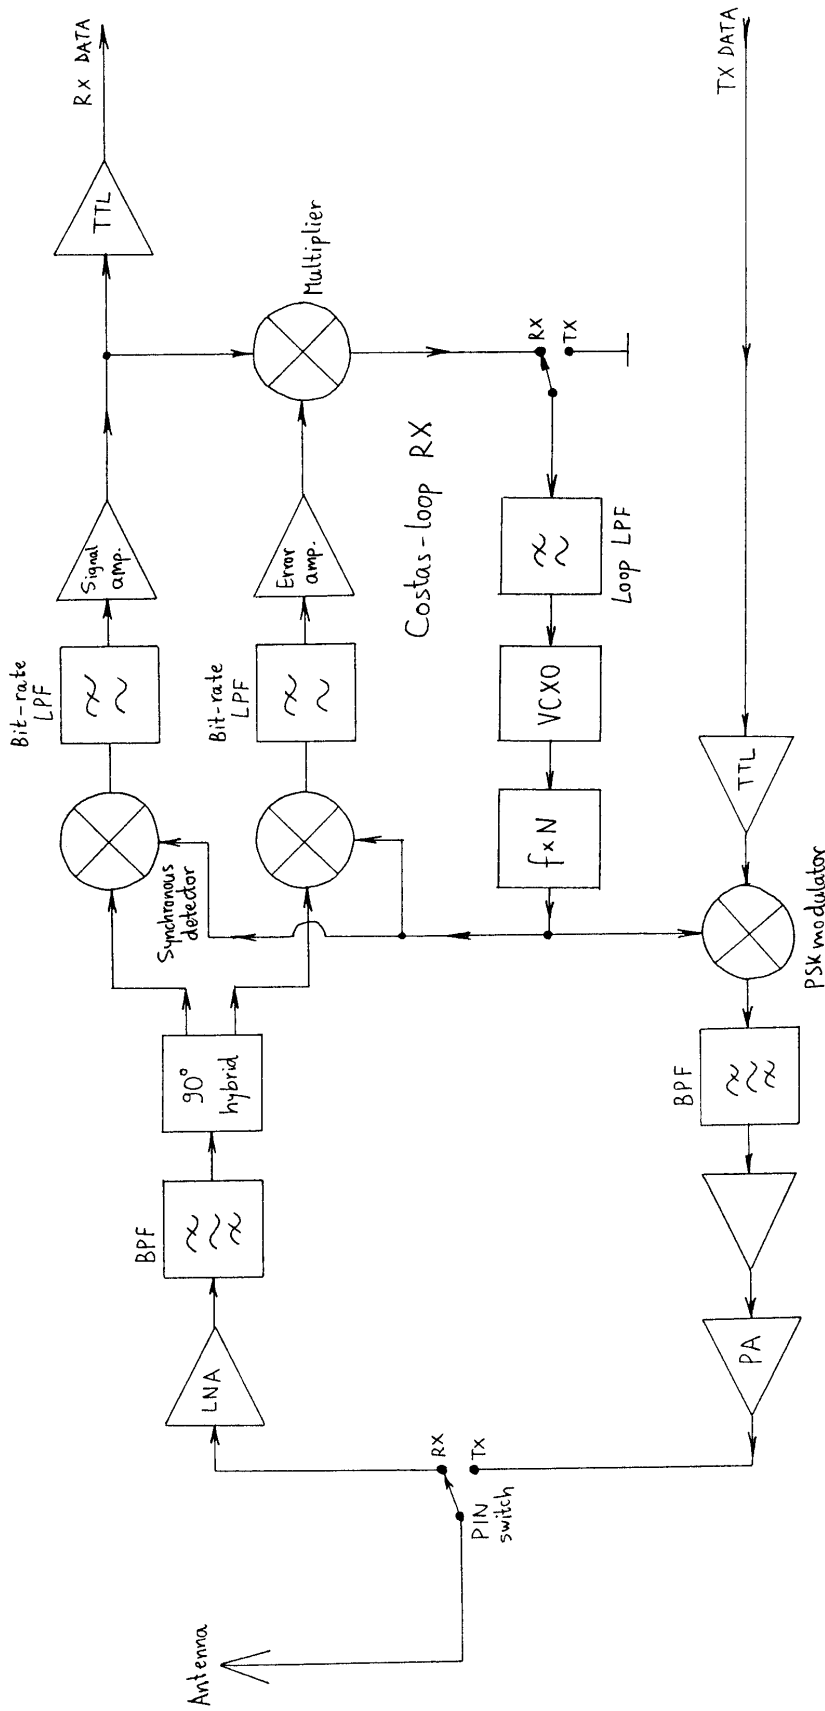 Antenna
PIN
switch
RX
TX
LNA
BPF
90°
hybrid
Synchronous
detector
Bit-rate
LPF
Bit-rate
LPF
Signal
amp.
Error
amp.
TTL
RX DATA
Multiplier
Costas-loop RX
RX
TX
Loop LPF
VCXO
f×N
PSK modulator
TTL
TX DATA
BPF
PA